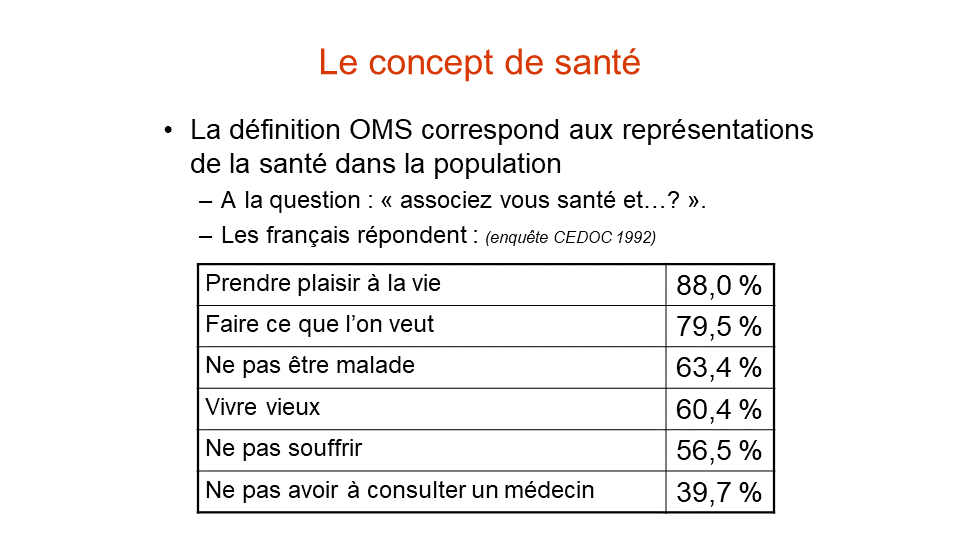 Le concept de santé
• La définition OMS correspond aux représentations
de la santé dans la population
– A la question : « associez vous santé et…? ».
– Les français répondent : (enquête CEDOC 1992)
Prendre plaisir à la vie 88,0 %
Faire ce que l’on veut 79,5 %
Ne pas être malade 63,4 %
Vivre vieux 60,4 %
Ne pas souffrir 56,5 %
Ne pas avoir à consulter un médecin 39,7 %